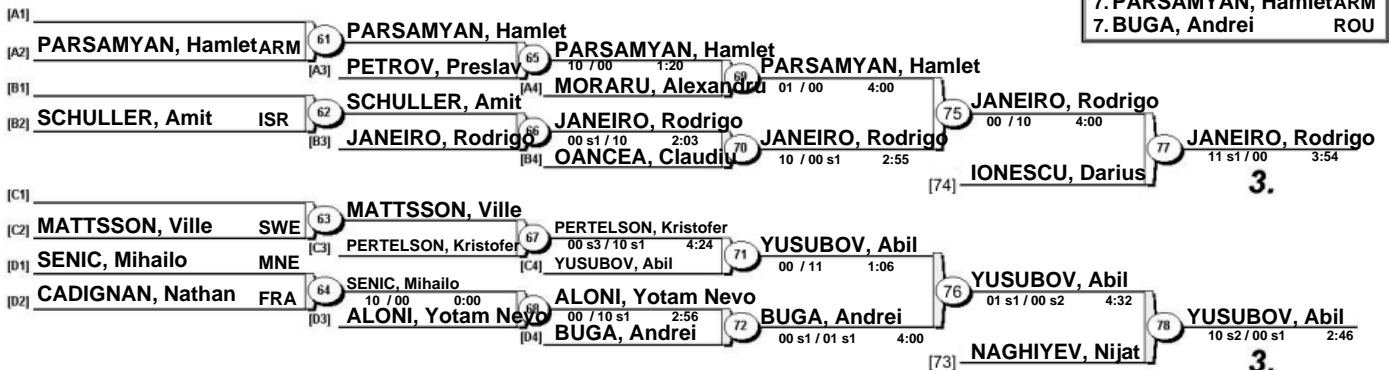 7. PARSAMYAN, Hamlet ARM
7. BUGA, Andrei ROU
[A1]
[A2] PARSAMYAN, Hamlet ARM
61 PARSAMYAN, Hamlet
[A3] PETROV, Preslav
65 PARSAMYAN, Hamlet
10 / 00 1:20
[A4] MORARU, Alexandru
69 PARSAMYAN, Hamlet
01 / 00 4:00
[B1]
[B2] SCHULLER, Amit ISR
62 SCHULLER, Amit
[B3] JANEIRO, Rodrigo
66 JANEIRO, Rodrigo
00 s1 / 10 2:03
[B4] OANCEA, Claudiu
70 JANEIRO, Rodrigo
10 / 00 s1 2:55
75 JANEIRO, Rodrigo
00 / 10 4:00
[74] IONESCU, Darius
77 JANEIRO, Rodrigo
11 s1 / 00 3:54
3.
[C1]
[C2] MATTSSON, Ville SWE
63 MATTSSON, Ville
[C3] PERTELSON, Kristofer
67 PERTELSON, Kristofer
00 s3 / 10 s1 4:24
[C4] YUSUBOV, Abil
71 YUSUBOV, Abil
00 / 11 1:06
[D1] SENIC, Mihailo MNE
[D2] CADIGNAN, Nathan FRA
64 SENIC, Mihailo
10 / 00 0:00
[D3] ALONI, Yotam Nevo
68 ALONI, Yotam Nevo
00 / 10 s1 2:56
[D4] BUGA, Andrei
72 BUGA, Andrei
00 s1 / 01 s1 4:00
76 YUSUBOV, Abil
01 s1 / 00 s2 4:32
[73] NAGHIYEV, Nijat
78 YUSUBOV, Abil
10 s2 / 00 s1 2:46
3.